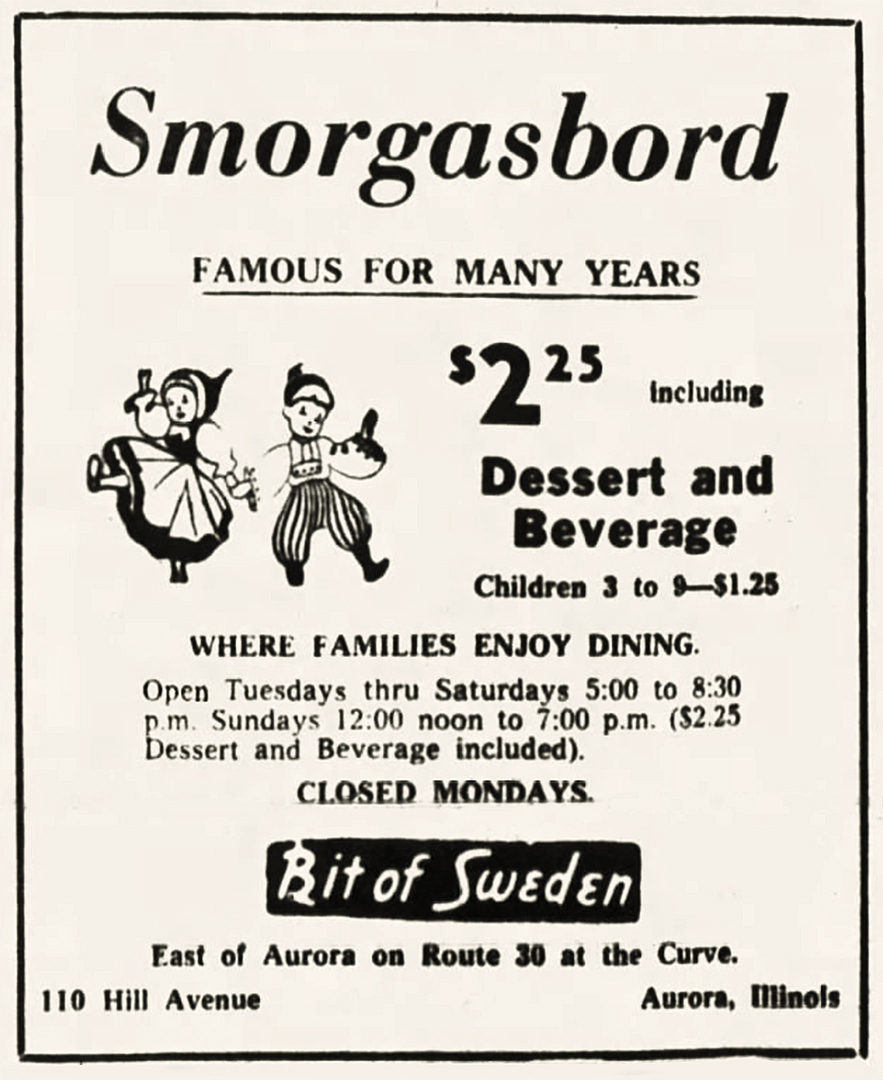 Smorgasbord
FAMOUS FOR MANY YEARS
$2.25 including
Dessert and
Beverage
Children 3 to 9—$1.25
WHERE FAMILIES ENJOY DINING.
Open Tuesdays thru Saturdays 5:00 to 8:30
p.m. Sundays 12:00 noon to 7:00 p.m. ($2.25
Dessert and Beverage included).
CLOSED MONDAYS.
Bit of Sweden
East of Aurora on Route 30 at the Curve.
110 Hill Avenue Aurora, Illinois